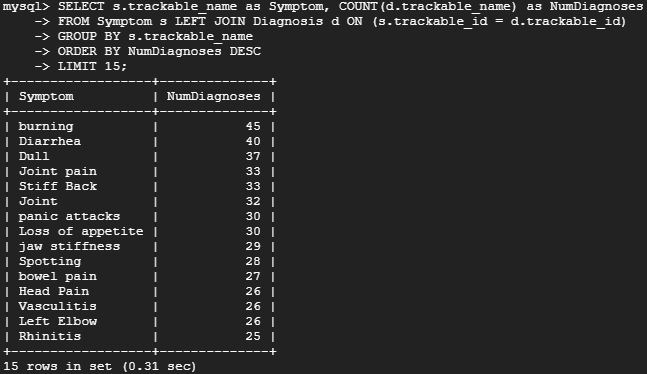 mysql> SELECT s.trackable_name as Symptom, COUNT(d.trackable_name) as NumDiagnoses
    -> FROM Symptom s LEFT JOIN Diagnosis d ON (s.trackable_id = d.trackable_id)
    -> GROUP BY s.trackable_name
    -> ORDER BY NumDiagnoses DESC
    -> LIMIT 15;
+------------------+--------------+
| Symptom          | NumDiagnoses |
+------------------+--------------+
| burning          |           45 |
| Diarrhea         |           40 |
| Dull             |           37 |
| Joint pain       |           33 |
| Stiff Back       |           33 |
| Joint            |           32 |
| panic attacks    |           30 |
| Loss of appetite |           30 |
| jaw stiffness    |           29 |
| Spotting         |           28 |
| bowel pain       |           27 |
| Head Pain        |           26 |
| Vasculitis       |           26 |
| Left Elbow       |           26 |
| Rhinitis         |           25 |
+------------------+--------------+
15 rows in set (0.31 sec)